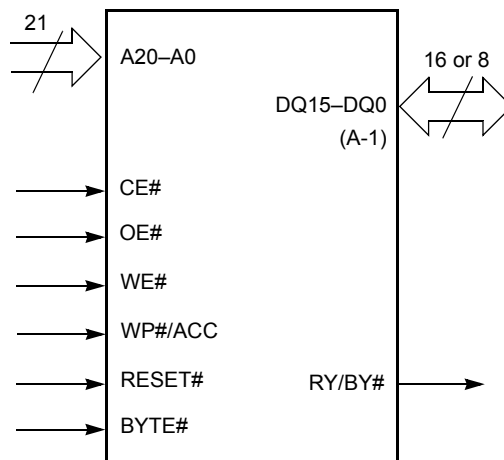 21
A20–A0
16 or 8
DQ15–DQ0
(A-1)
CE#
OE#
WE#
WP#/ACC
RESET#
RY/BY#
BYTE#